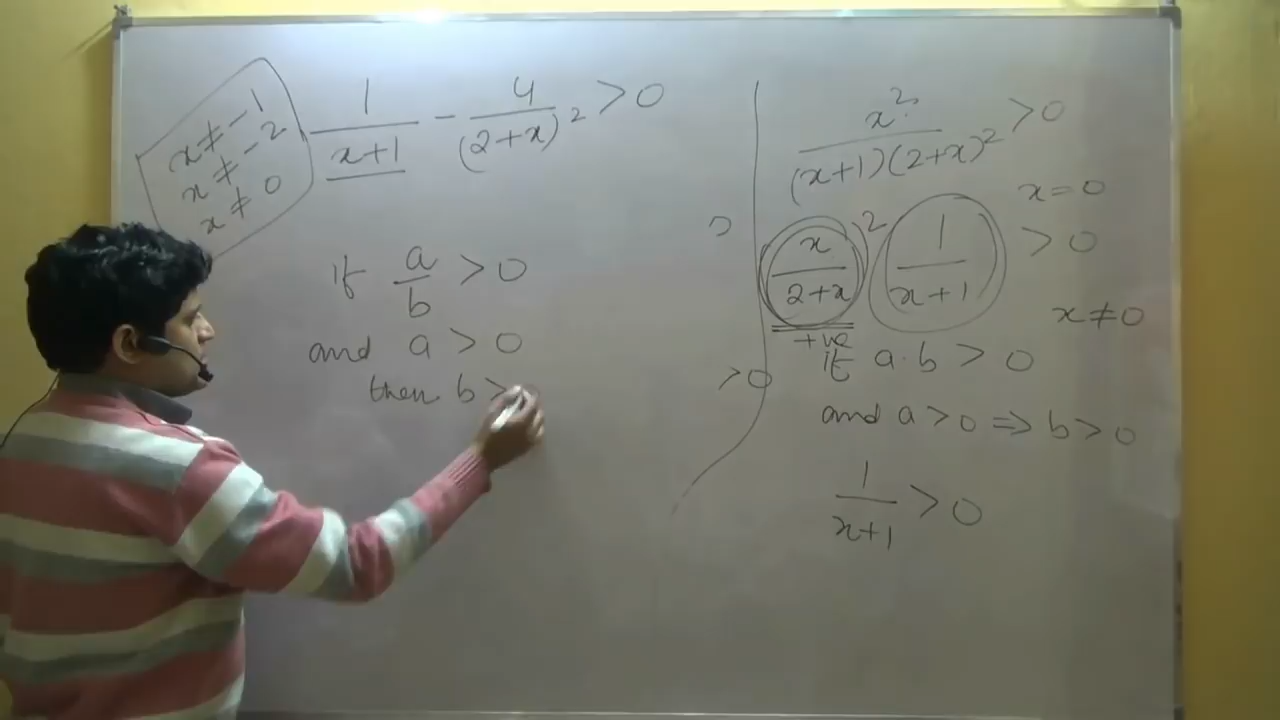 x ≠ -1
x ≠ -2
x ≠ 0
1/(x+1) - 4/(2+x)² > 0
if a/b > 0
and a > 0
then b >
> 0
x²/((x+1)(2+x)²) > 0
x = 0
(x/(2+x))² (1/(x+1)) > 0
x ≠ 0
+ve
if a·b > 0
and a > 0 ⇒ b > 0
1/(x+1) > 0